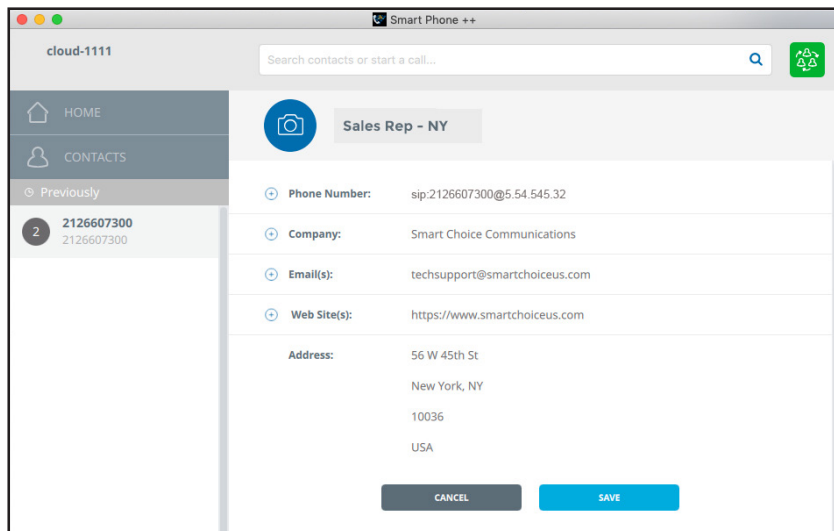 Smart Phone ++
cloud-1111
Search contacts or start a call...
HOME
CONTACTS
Previously
2
2126607300
2126607300
Sales Rep - NY
Phone Number: sip:2126607300@5.54.545.32
Company: Smart Choice Communications
Email(s): techsupport@smartchoiceus.com
Web Site(s): https://www.smartchoiceus.com
Address: 56 W 45th St
New York, NY
10036
USA
CANCEL SAVE